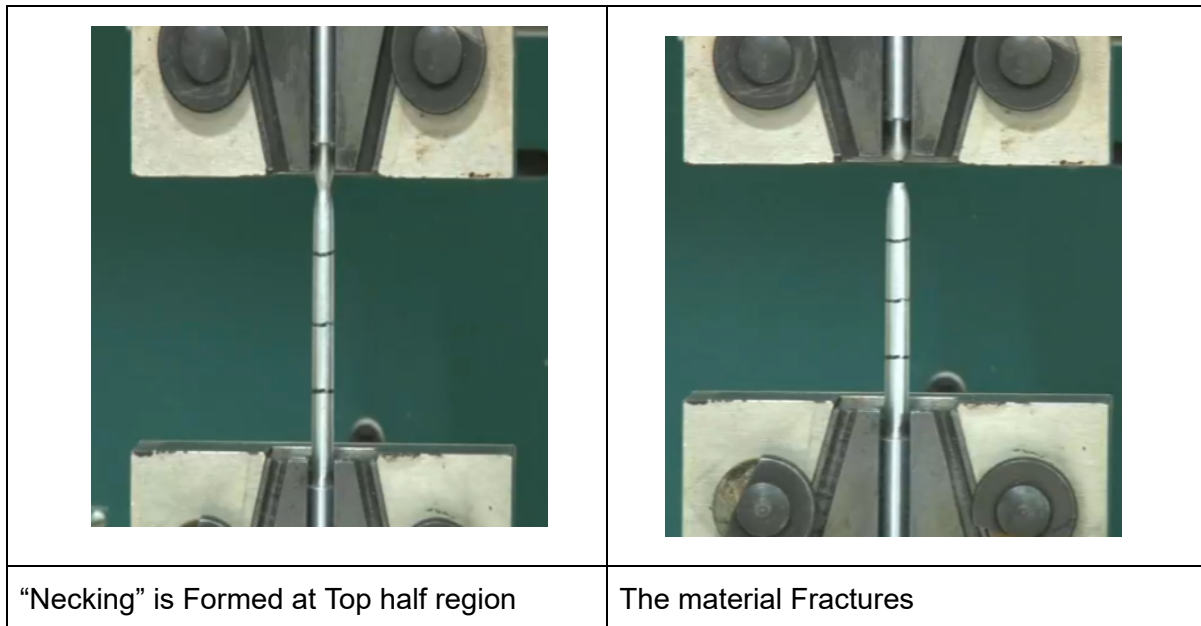 “Necking” is Formed at Top half region
The material Fractures